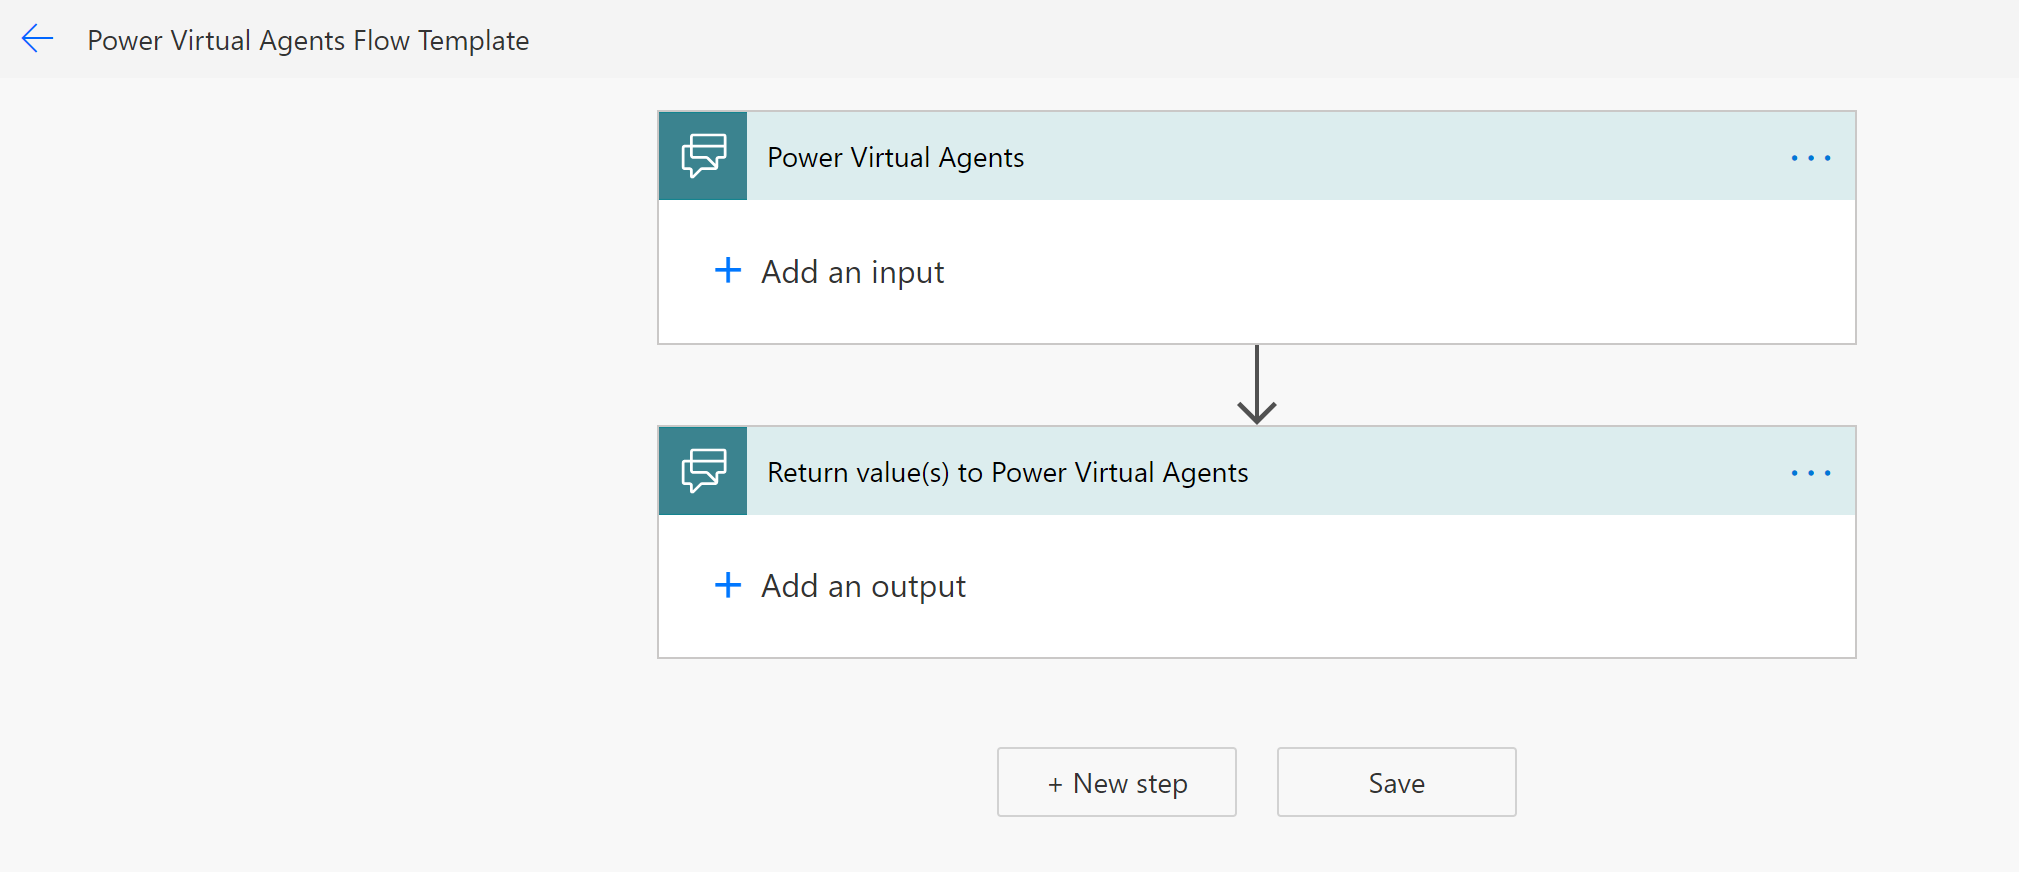 Power Virtual Agents Flow Template
Power Virtual Agents
+ Add an input
Return value(s) to Power Virtual Agents
+ Add an output
+ New step
Save